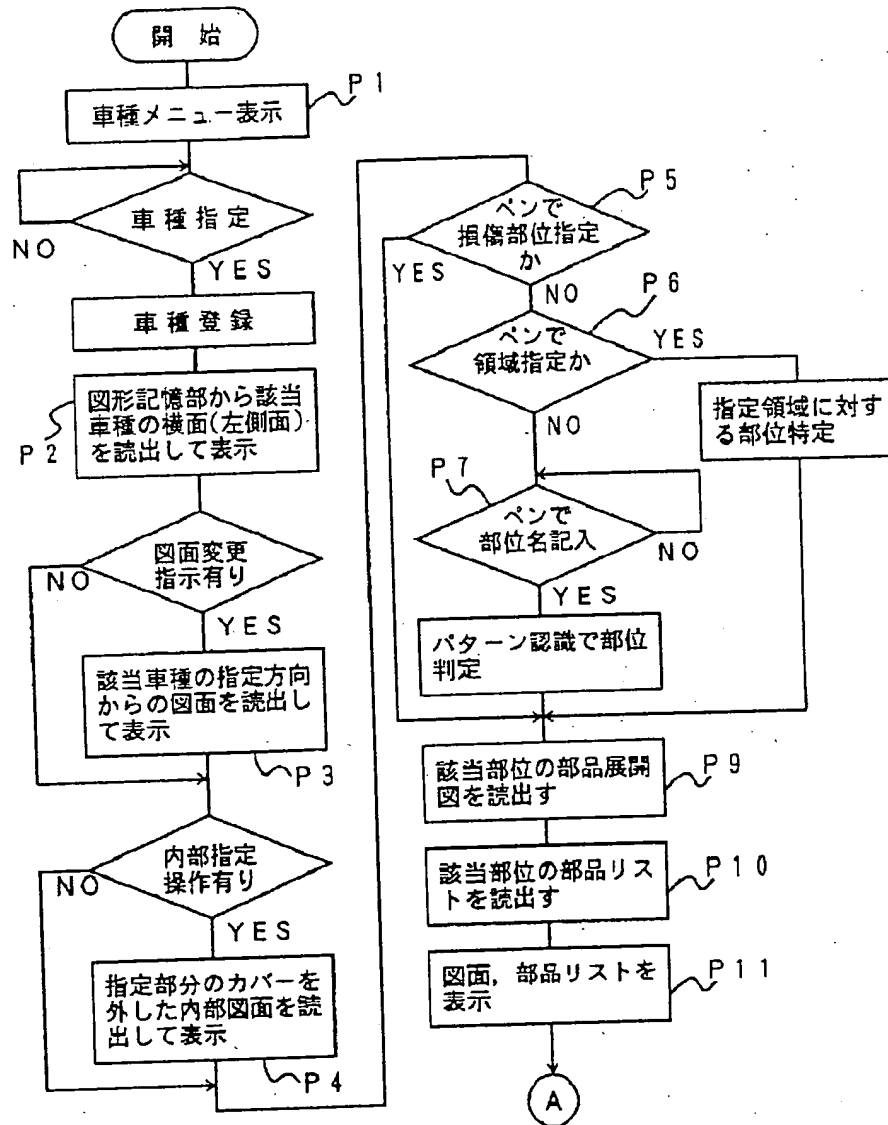 開始
P1
車種メニュー表示
車種指定
NO
YES
車種登録
図形記憶部から該当
車種の横面(左側面)
を読出して表示
P2
図面変更
指示有り
NO
YES
該当車種の指定方向
からの図面を読出し
て表示
P3
内部指定
操作有り
NO
YES
指定部分のカバーを
外した内部図面を読
出して表示
P4
P5
ペンで
損傷部位指定
か
YES
NO
P6
ペンで
領域指定か
YES
NO
指定領域に対す
る部位特定
P7
ペンで
部位名記入
NO
YES
パターン認識で部位
判定
該当部位の部品展開
図を読出す
P9
該当部位の部品リス
トを読出す
P10
図面,部品リストを
表示
P11
A